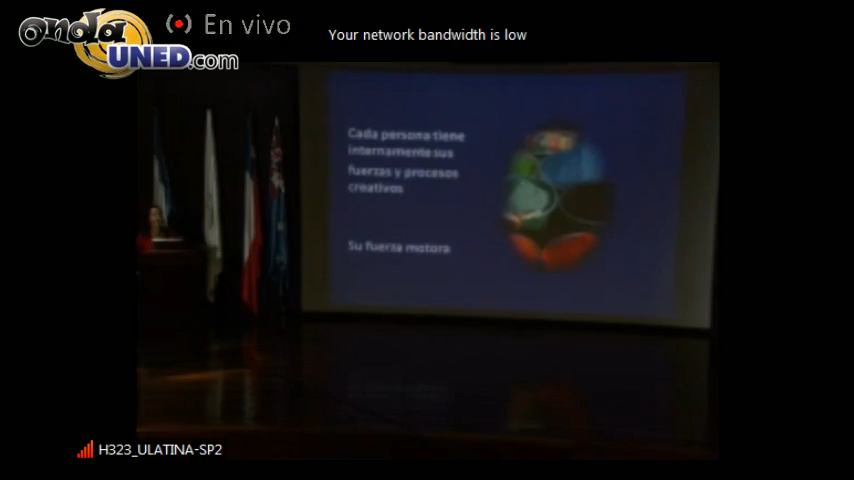 onda
UNED.com
En vivo
Your network bandwidth is low
Cada persona tiene
internamente sus
fuerzas y procesos
creativos
Su fuerza motora
H323_ULATINA-SP2